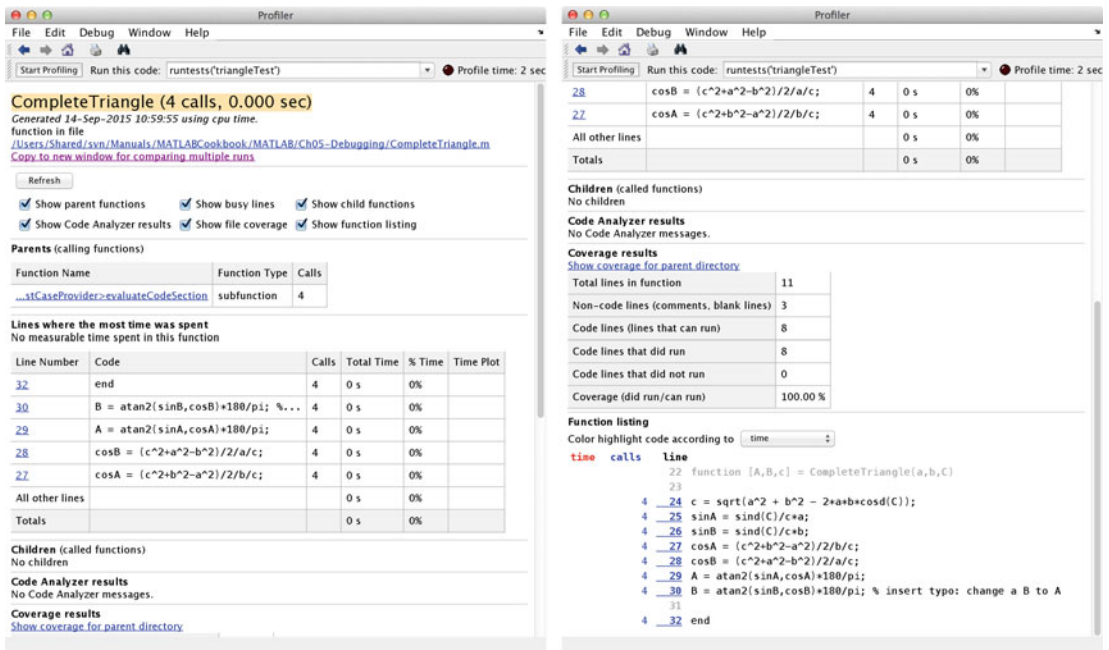 Profiler
File Edit Debug Window Help
Start Profiling Run this code: runtests('triangleTest') Profile time: 2 sec
CompleteTriangle (4 calls, 0.000 sec)
Generated 14-Sep-2015 10:59:55 using cpu time.
function in file
/Users/Shared/svn/Manuals/MATLABCookbook/MATLAB/Ch05-Debugging/CompleteTriangle.m
Copy to new window for comparing multiple runs
Refresh
Show parent functions Show busy lines Show child functions
Show Code Analyzer results Show file coverage Show function listing
Parents (calling functions)
Function Name Function Type Calls
...stCaseProvider>evaluateCodeSection subfunction 4
Lines where the most time was spent
No measurable time spent in this function
Line Number Code Calls Total Time % Time Time Plot
32 end 4 0 s 0%
30 B = atan2(sinB,cosB)*180/pi; %... 4 0 s 0%
29 A = atan2(sinA,cosA)*180/pi; 4 0 s 0%
28 cosB = (c^2+a^2-b^2)/2/a/c; 4 0 s 0%
27 cosA = (c^2+b^2-a^2)/2/b/c; 4 0 s 0%
All other lines 0 s 0%
Totals 0 s 0%
Children (called functions)
No children
Code Analyzer results
No Code Analyzer messages.
Coverage results
Show coverage for parent directory
Profiler
File Edit Debug Window Help
Start Profiling Run this code: runtests('triangleTest') Profile time: 2 sec
28 cosB = (c^2+a^2-b^2)/2/a/c; 4 0 s 0%
27 cosA = (c^2+b^2-a^2)/2/b/c; 4 0 s 0%
All other lines 0 s 0%
Totals 0 s 0%
Children (called functions)
No children
Code Analyzer results
No Code Analyzer messages.
Coverage results
Show coverage for parent directory
Total lines in function 11
Non-code lines (comments, blank lines) 3
Code lines (lines that can run) 8
Code lines that did run 8
Code lines that did not run 0
Coverage (did run/can run) 100.00 %
Function listing
Color highlight code according to time
time calls line
22 function [A,B,c] = CompleteTriangle(a,b,C)
23
4 24 c = sqrt(a^2 + b^2 - 2*a*b*cosd(C));
4 25 sinA = sind(C)/c*a;
4 26 sinB = sind(C)/c*b;
4 27 cosA = (c^2+b^2-a^2)/2/b/c;
4 28 cosB = (c^2+a^2-b^2)/2/a/c;
4 29 A = atan2(sinA,cosA)*180/pi;
4 30 B = atan2(sinB,cosB)*180/pi; % insert typo: change a B to A
31
4 32 end